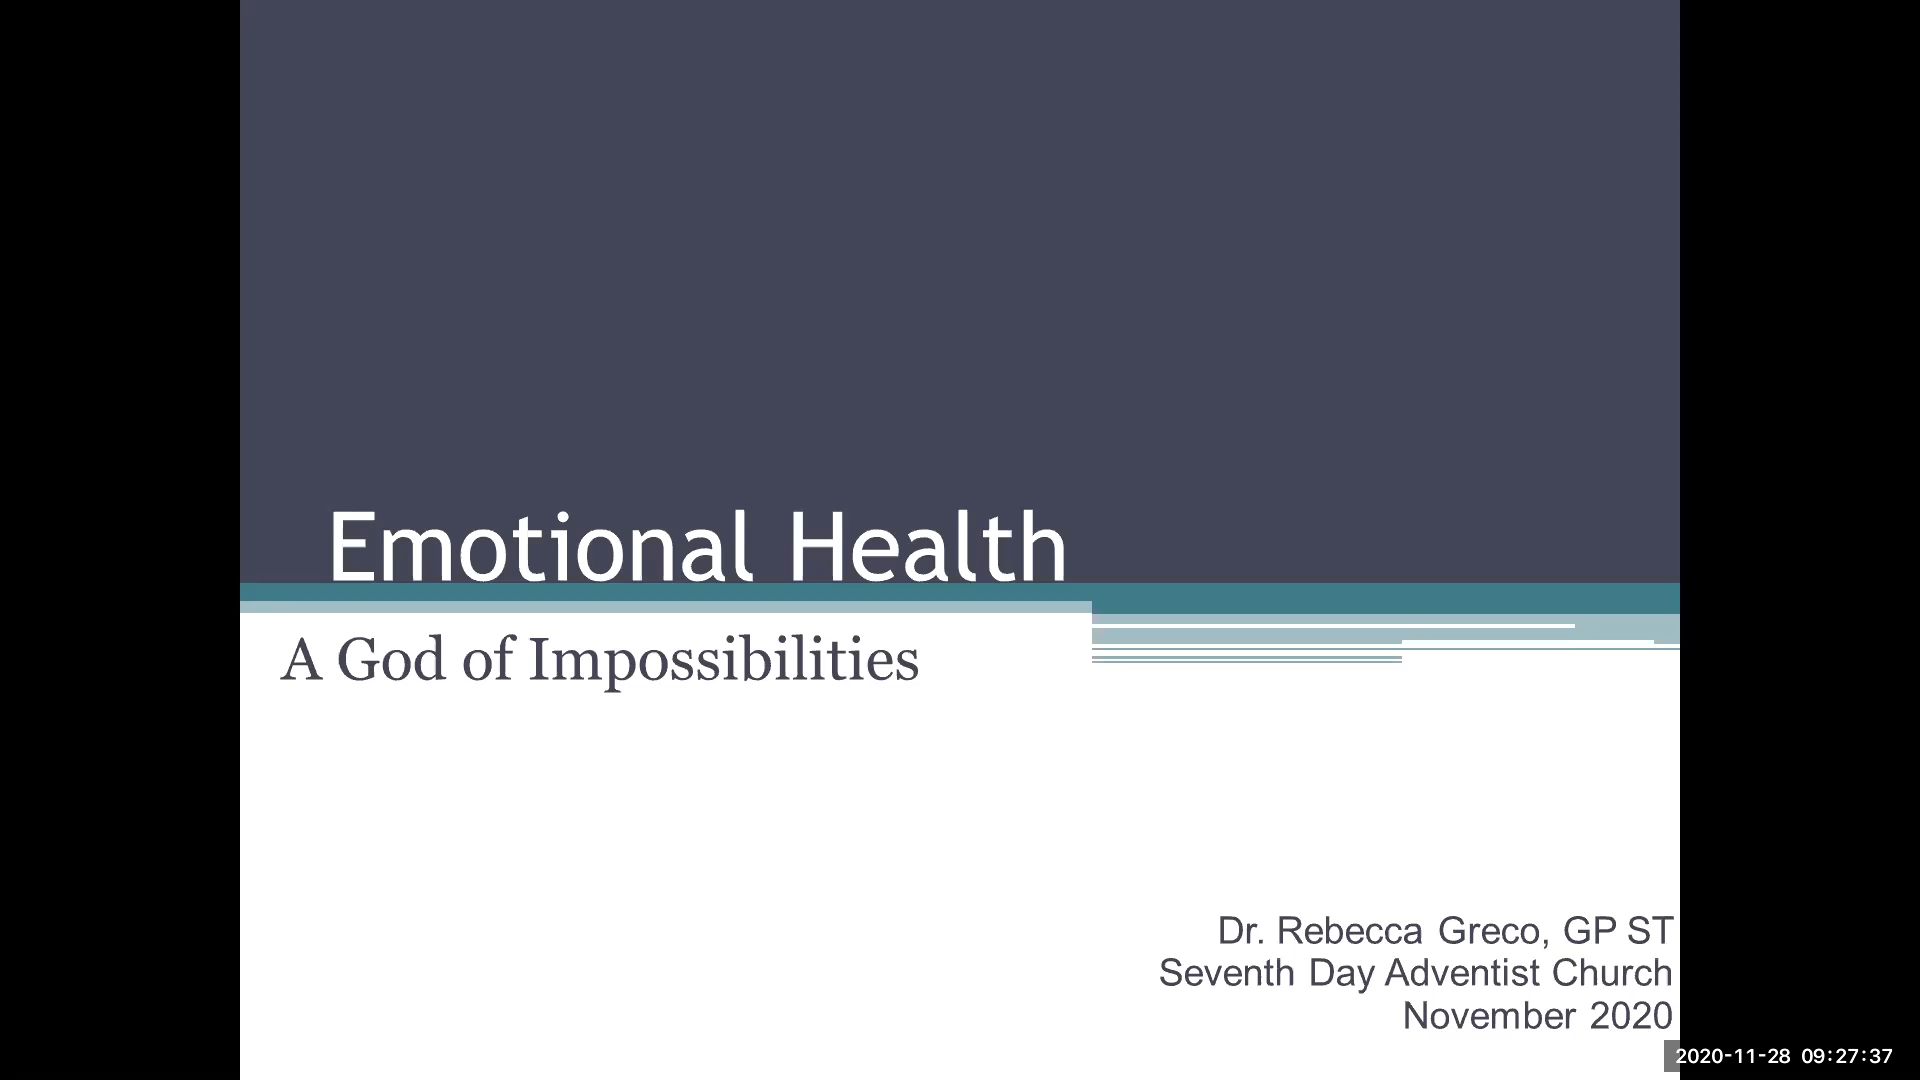 Emotional Health
A God of Impossibilities
Dr. Rebecca Greco, GP ST
Seventh Day Adventist Church
November 2020
2020-11-28 09:27:37